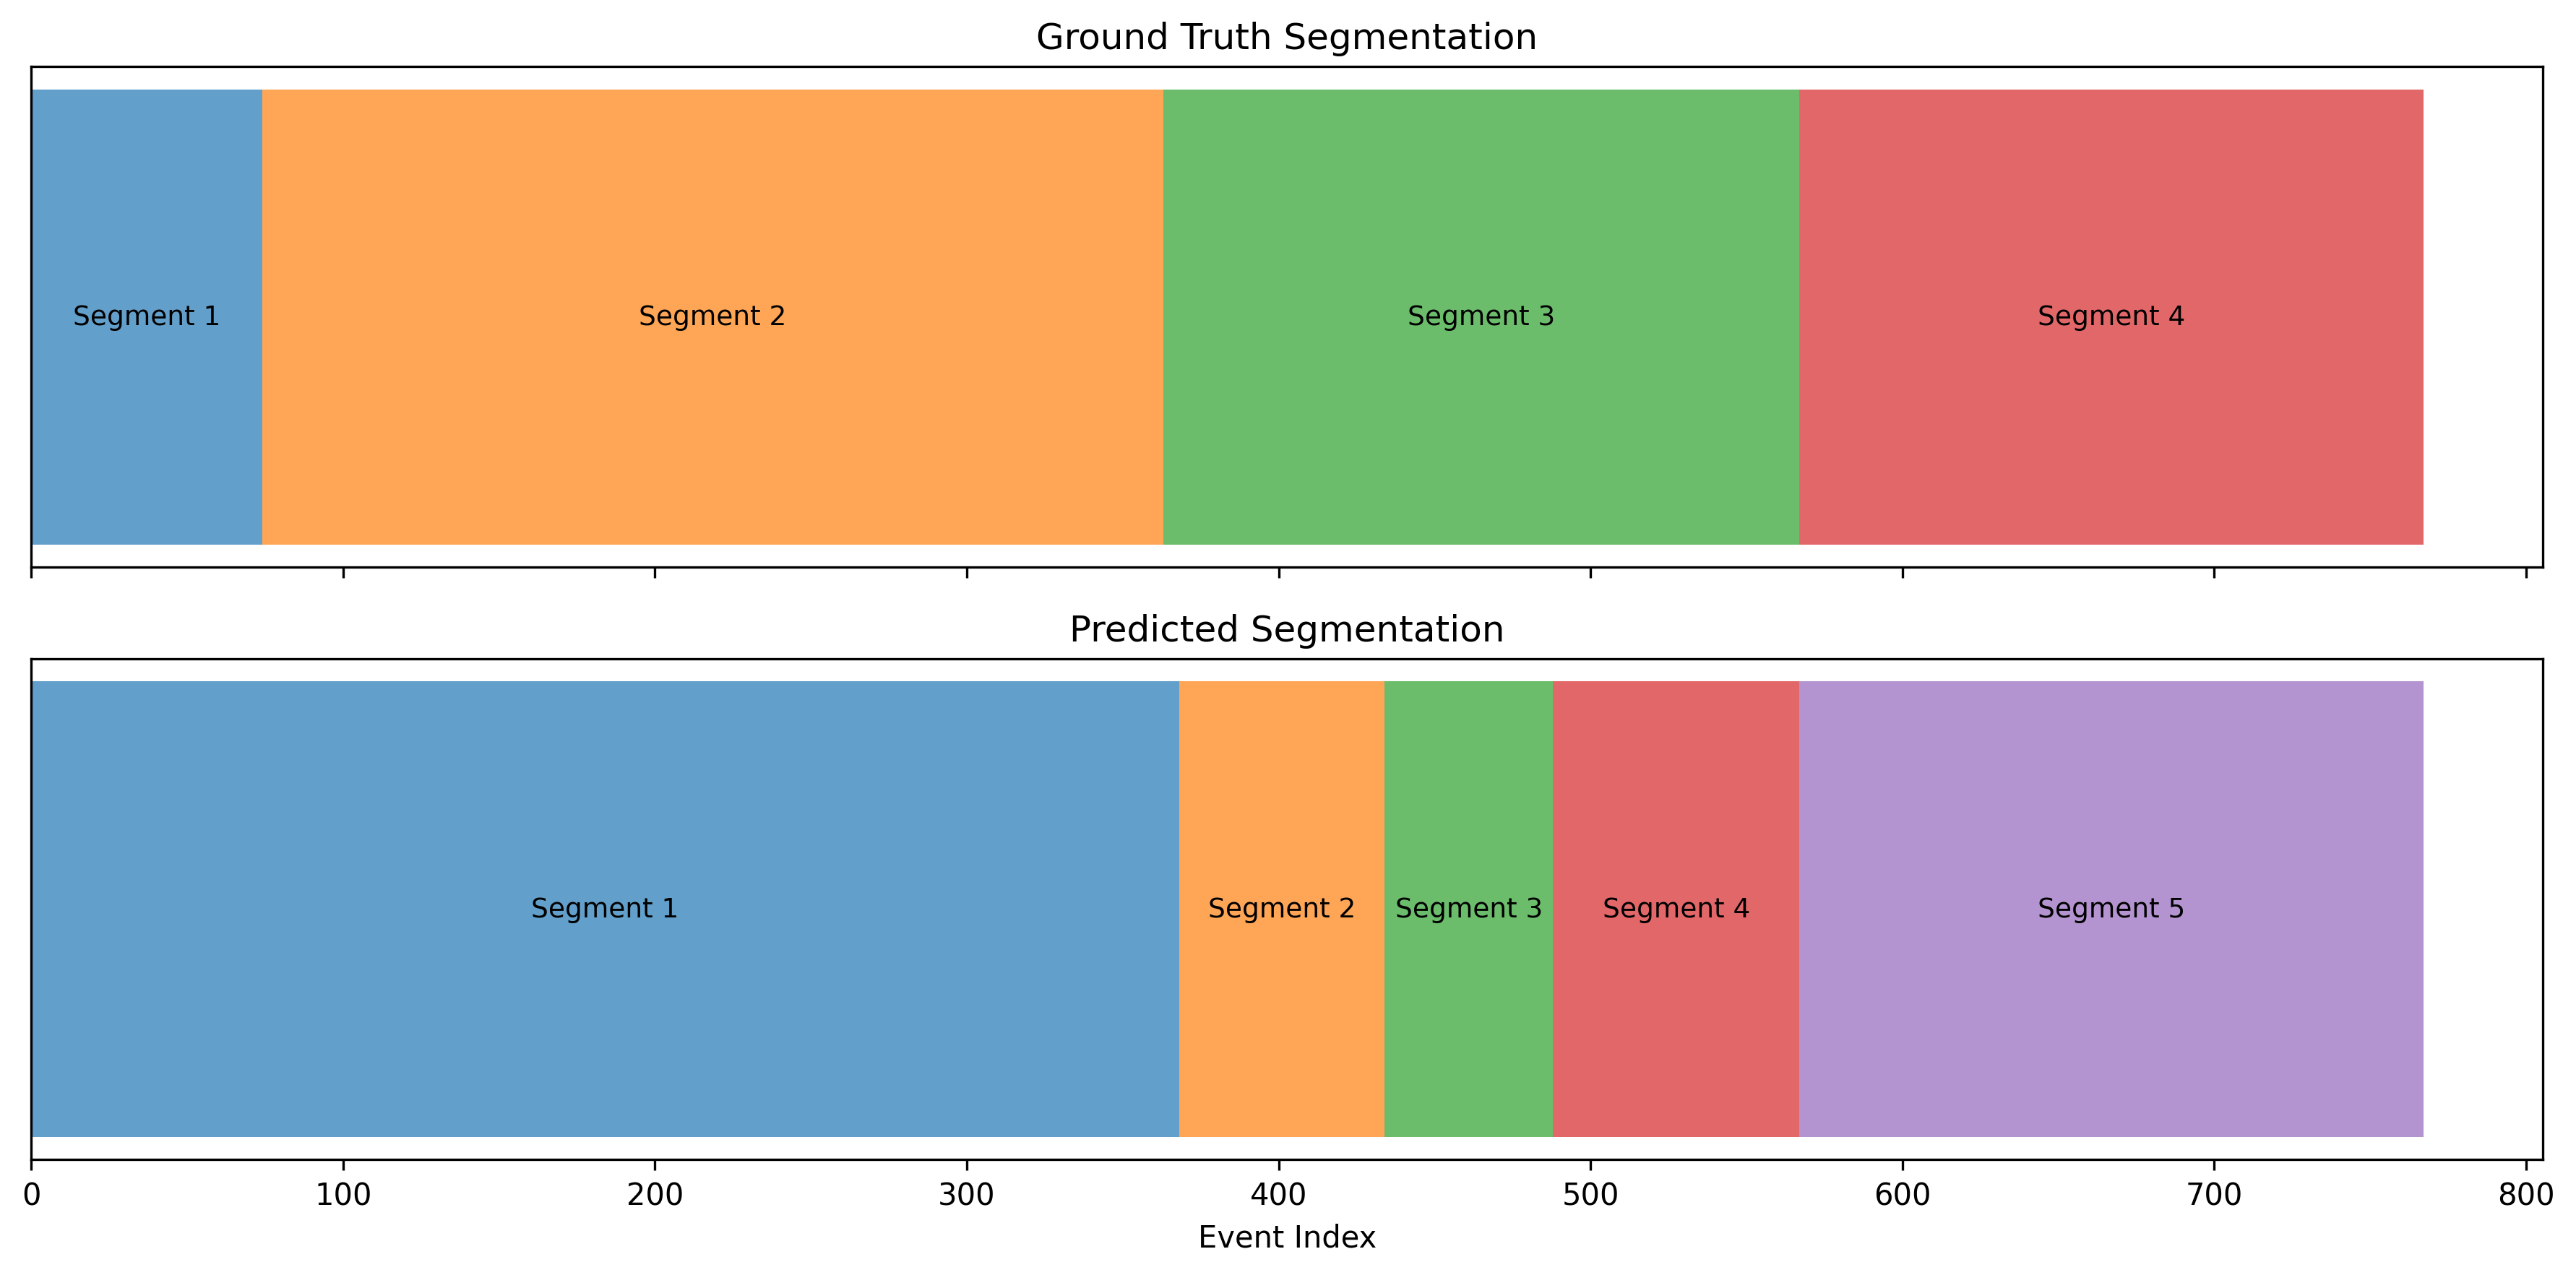 Ground Truth Segmentation
Segment 1 Segment 2 Segment 3 Segment 4
Predicted Segmentation
Segment 1 Segment 2 Segment 3 Segment 4 Segment 5
0 100 200 300 400 500 600 700 800
Event Index